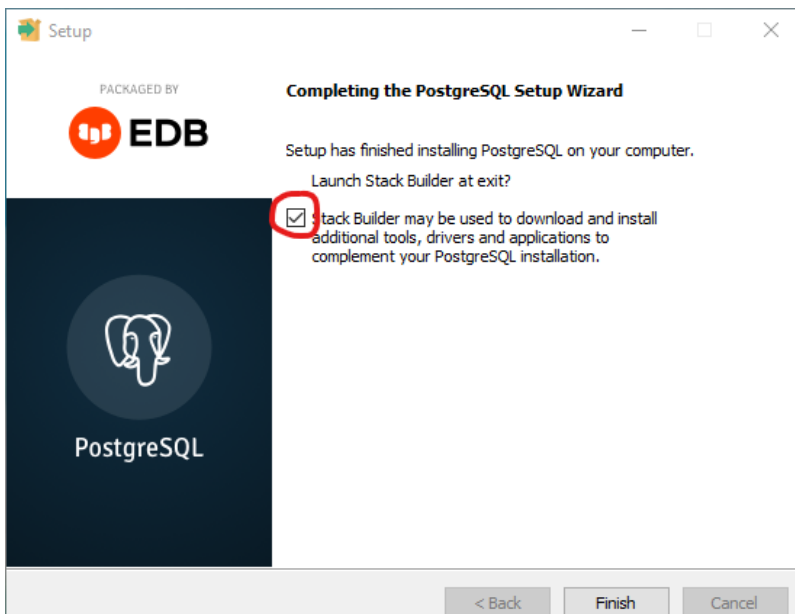 Setup
PACKAGED BY
EDB
PostgreSQL
Completing the PostgreSQL Setup Wizard
Setup has finished installing PostgreSQL on your computer.
Launch Stack Builder at exit?
Stack Builder may be used to download and install
additional tools, drivers and applications to
complement your PostgreSQL installation.
< Back
Finish
Cancel